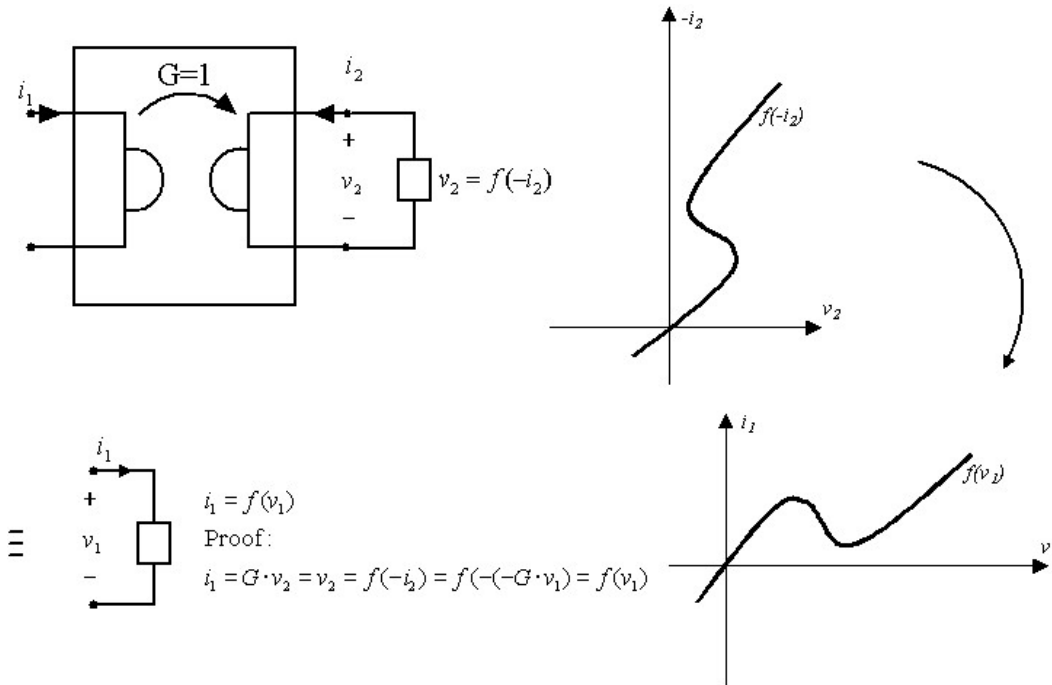 -i₂
G=1
i₂
i₁
f(-i₂)
+
v₂
−
v₂ = f(−i₂)
v₂
i₁
i₁
+
v₁
−
≡
i₁ = f(v₁)
Proof:
i₁ = G·v₂ = v₂ = f(−i₂) = f(−(−G·v₁) = f(v₁)
f(v₁)
v